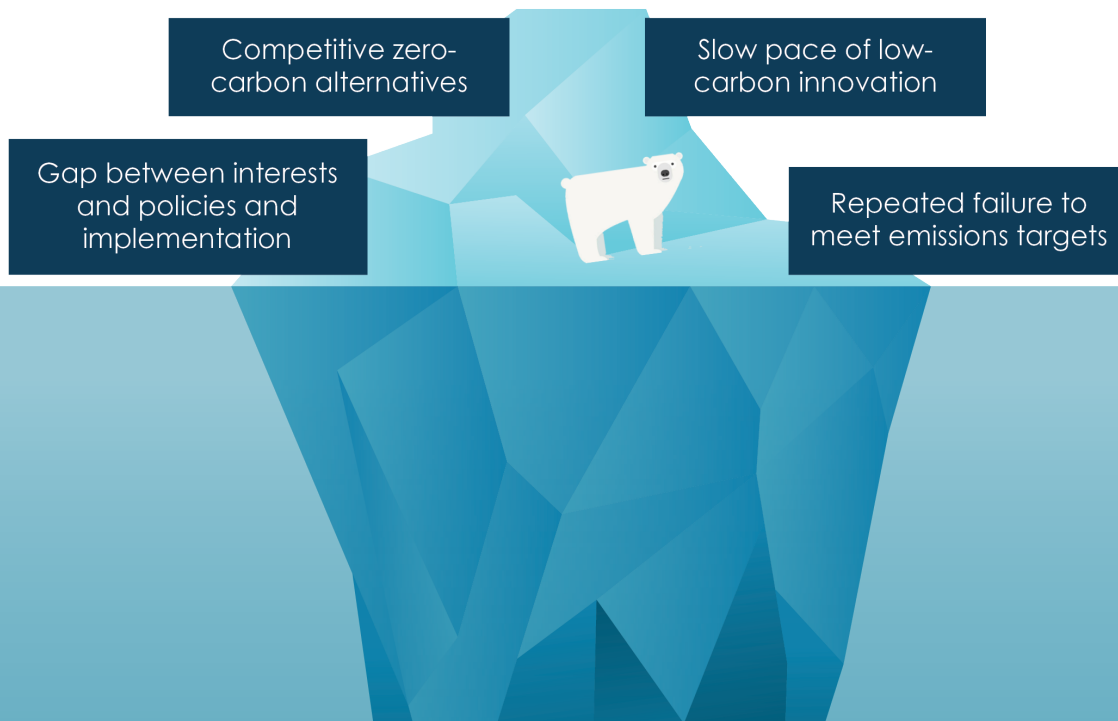 Competitive zero-
carbon alternatives
Slow pace of low-
carbon innovation
Gap between interests
and policies and
implementation
Repeated failure to
meet emissions targets